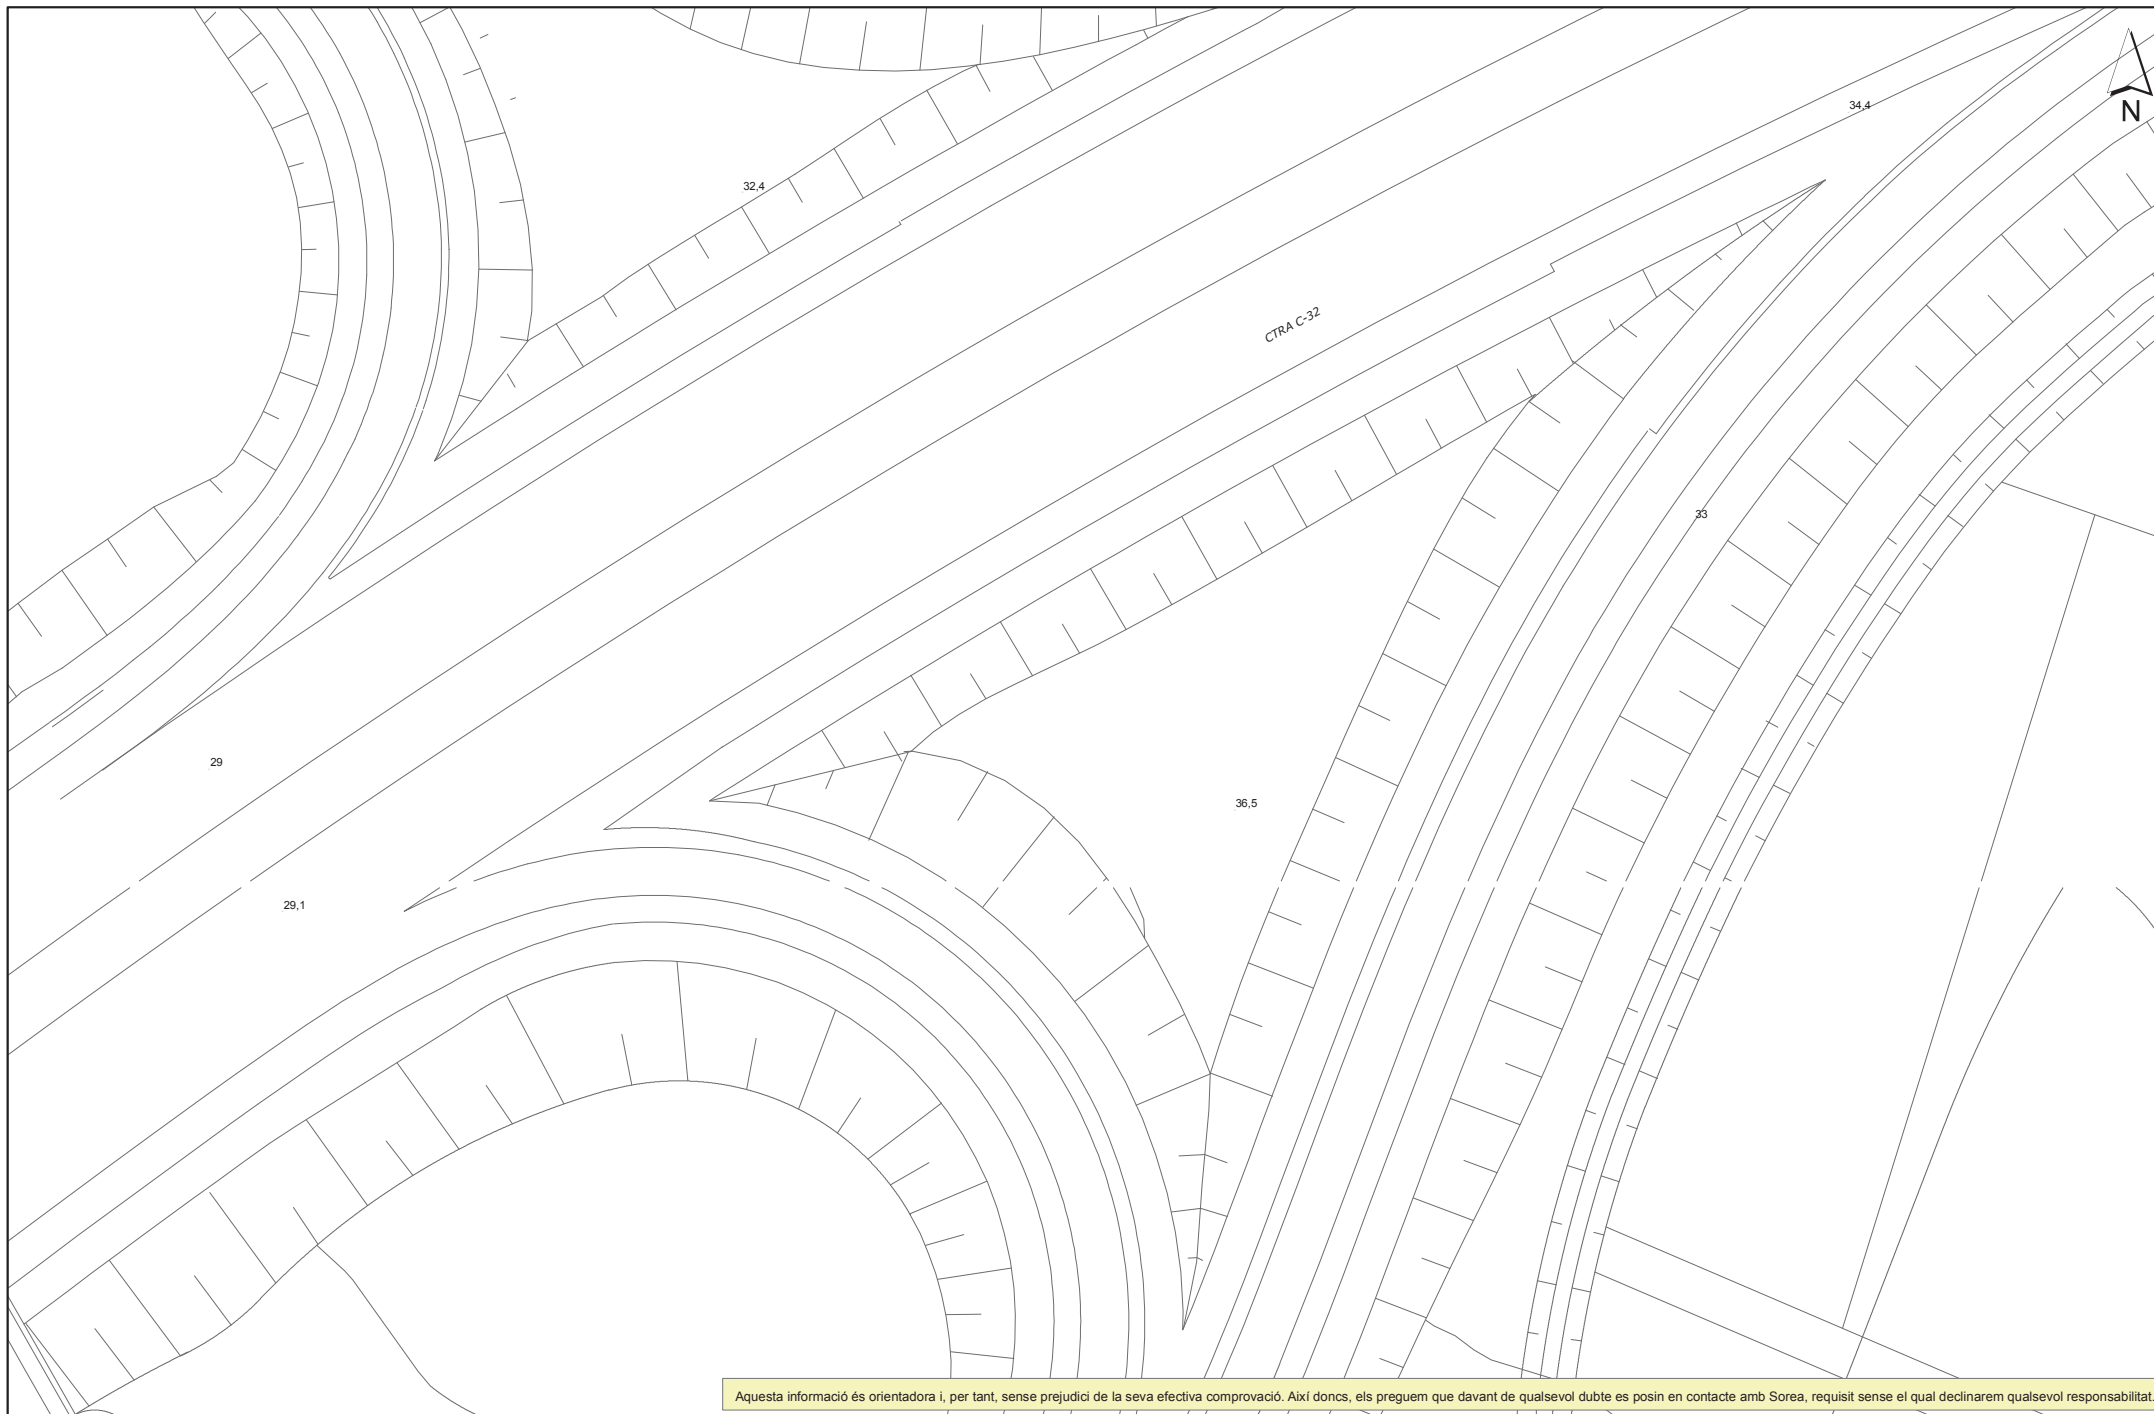 34,4
N
32,4
CTRA C-32
33
29
36,5
29,1
Aquesta informació és orientadora i, per tant, sense prejudici de la seva efectiva comprovació. Així doncs, els preguem que davant de qualsevol dubte es posin en contacte amb Sorea, requisit sense el qual declinarem qualsevol responsabilitat.